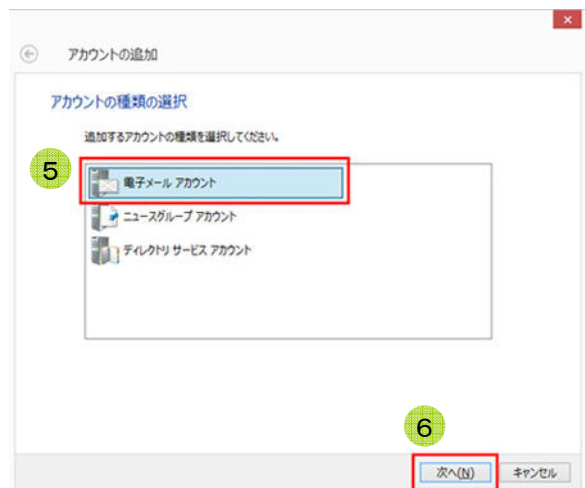 アカウントの追加
アカウントの種類の選択
追加するアカウントの種類を選択してください。
5
電子メール アカウント
ニュースグループ アカウント
ディレクトリ サービス アカウント
6
次へ(N)
キャンセル